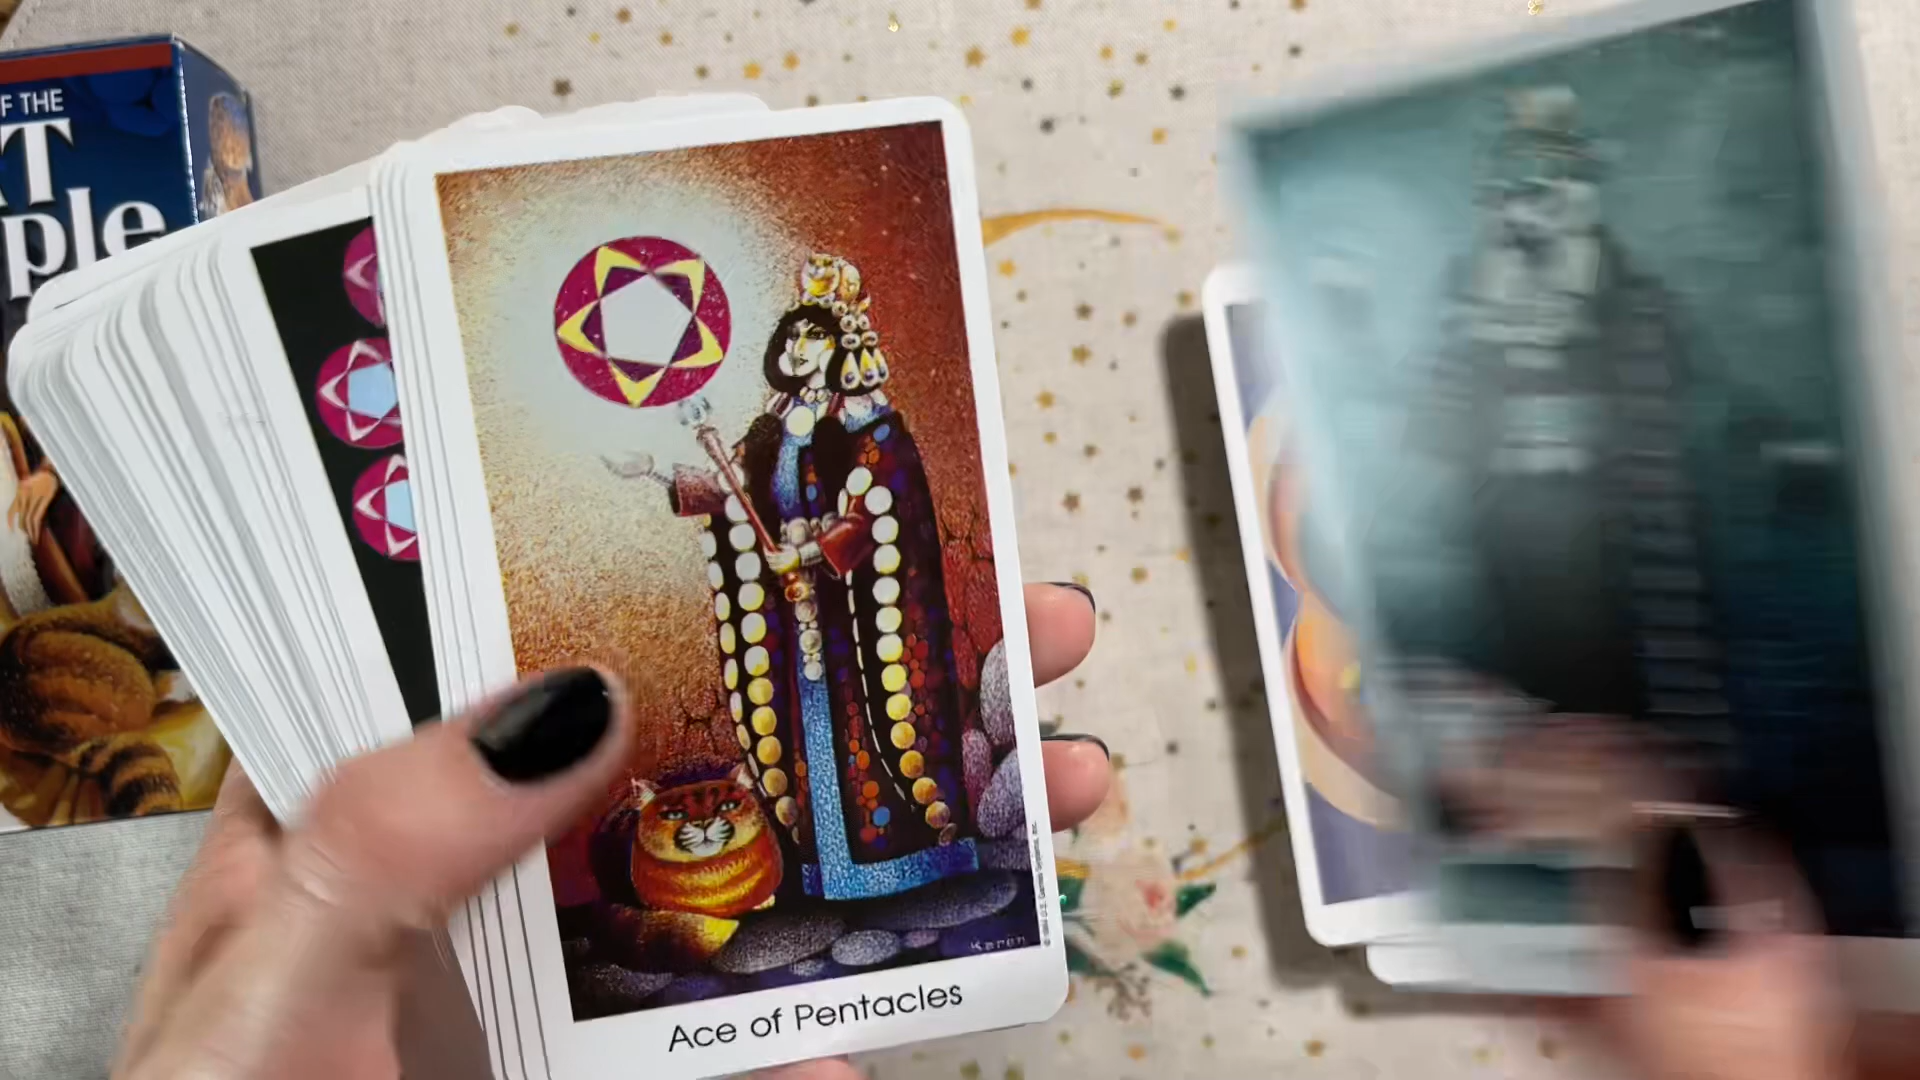 F THE
T
ple
Karen
Ace of Pentacles